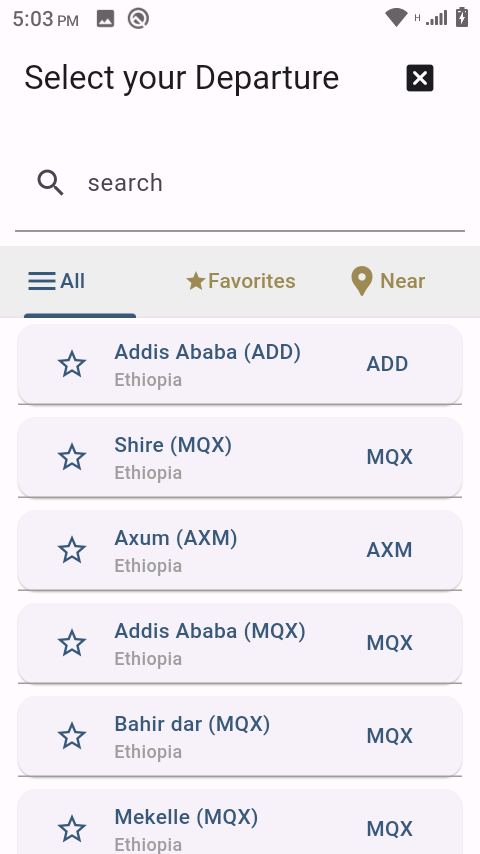 5:03 PM
H
Select your Departure
search
All
Favorites
Near
Addis Ababa (ADD)
Ethiopia
ADD
Shire (MQX)
Ethiopia
MQX
Axum (AXM)
Ethiopia
AXM
Addis Ababa (MQX)
Ethiopia
MQX
Bahir dar (MQX)
Ethiopia
MQX
Mekelle (MQX)
Ethiopia
MQX